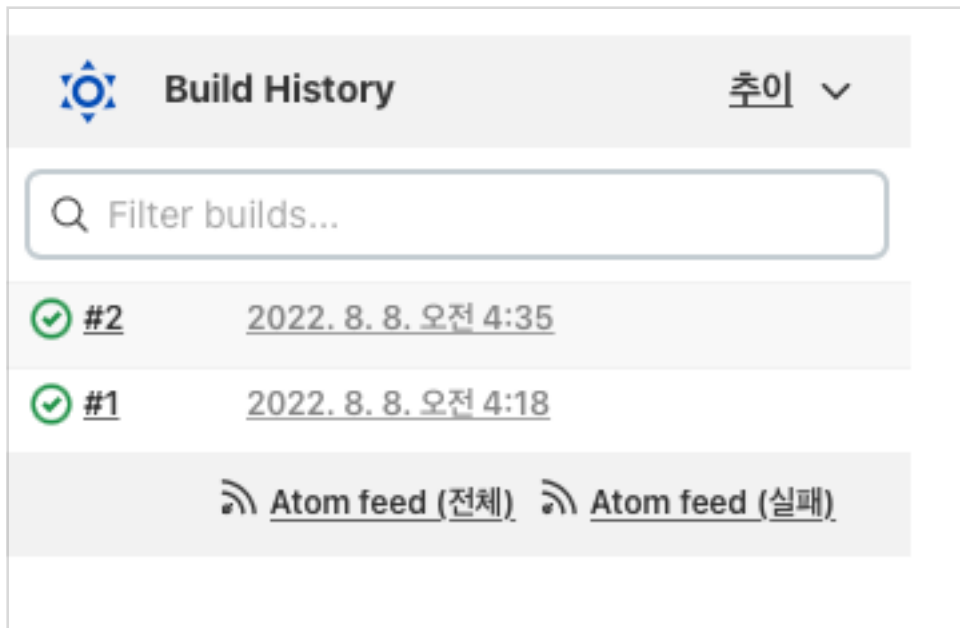 Build History 추이
Filter builds...
#2 2022. 8. 8. 오전 4:35
#1 2022. 8. 8. 오전 4:18
Atom feed (전체) Atom feed (실패)